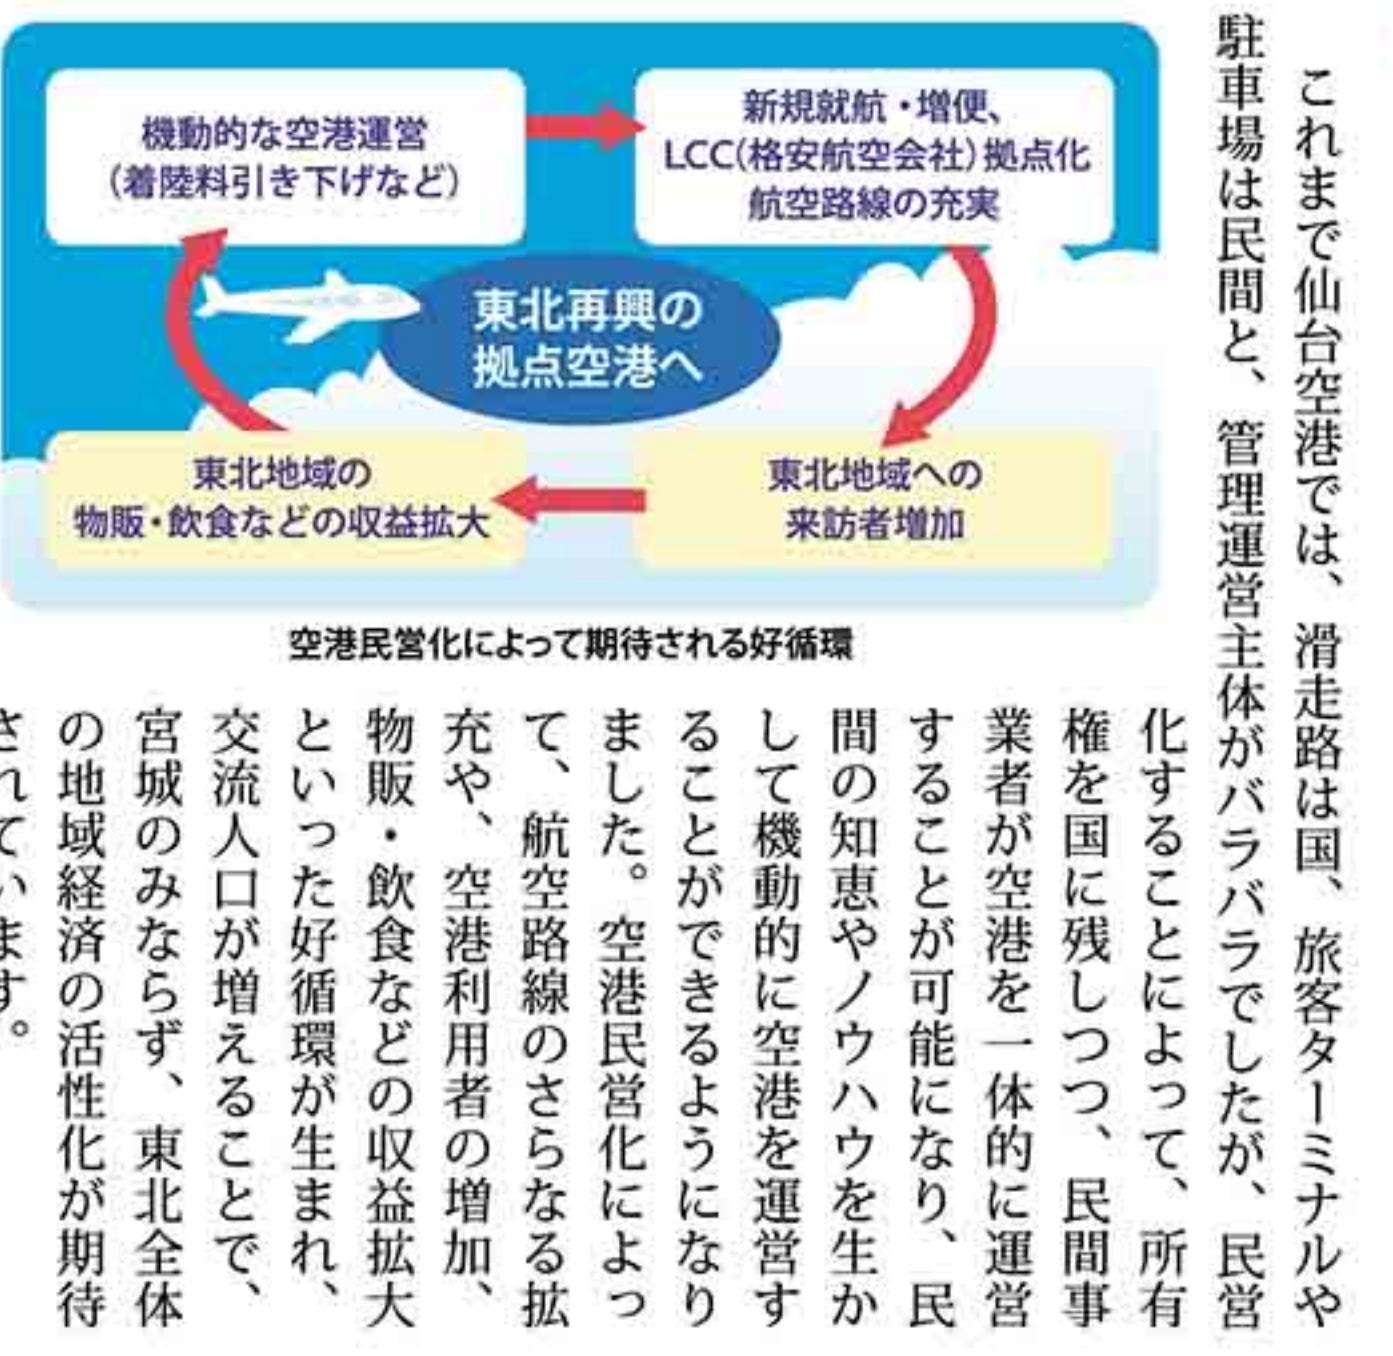 これまで仙台空港では、滑走路は国、旅客ターミナルや
駐車場は民間と、管理運営主体がバラバラでしたが、民営
化することによって、所有
権を国に残しつつ、民間事
業者が空港を一体的に運営
することが可能になり、民
間の知恵やノウハウを生か
して機動的に空港を運営す
ることができるようになり
ました。空港民営化によっ
て、航空路線のさらなる拡
充や、空港利用者の増加、
物販・飲食などの収益拡大
といった好循環が生まれ、
交流人口が増えることで、
宮城のみならず、東北全体
の地域経済の活性化が期待
されています。
機動的な空港運営
(着陸料引き下げなど)
新規就航・増便、
LCC(格安航空会社)拠点化
航空路線の充実
東北再興の
拠点空港へ
東北地域への
来訪者増加
東北地域の
物販・飲食などの収益拡大
空港民営化によって期待される好循環